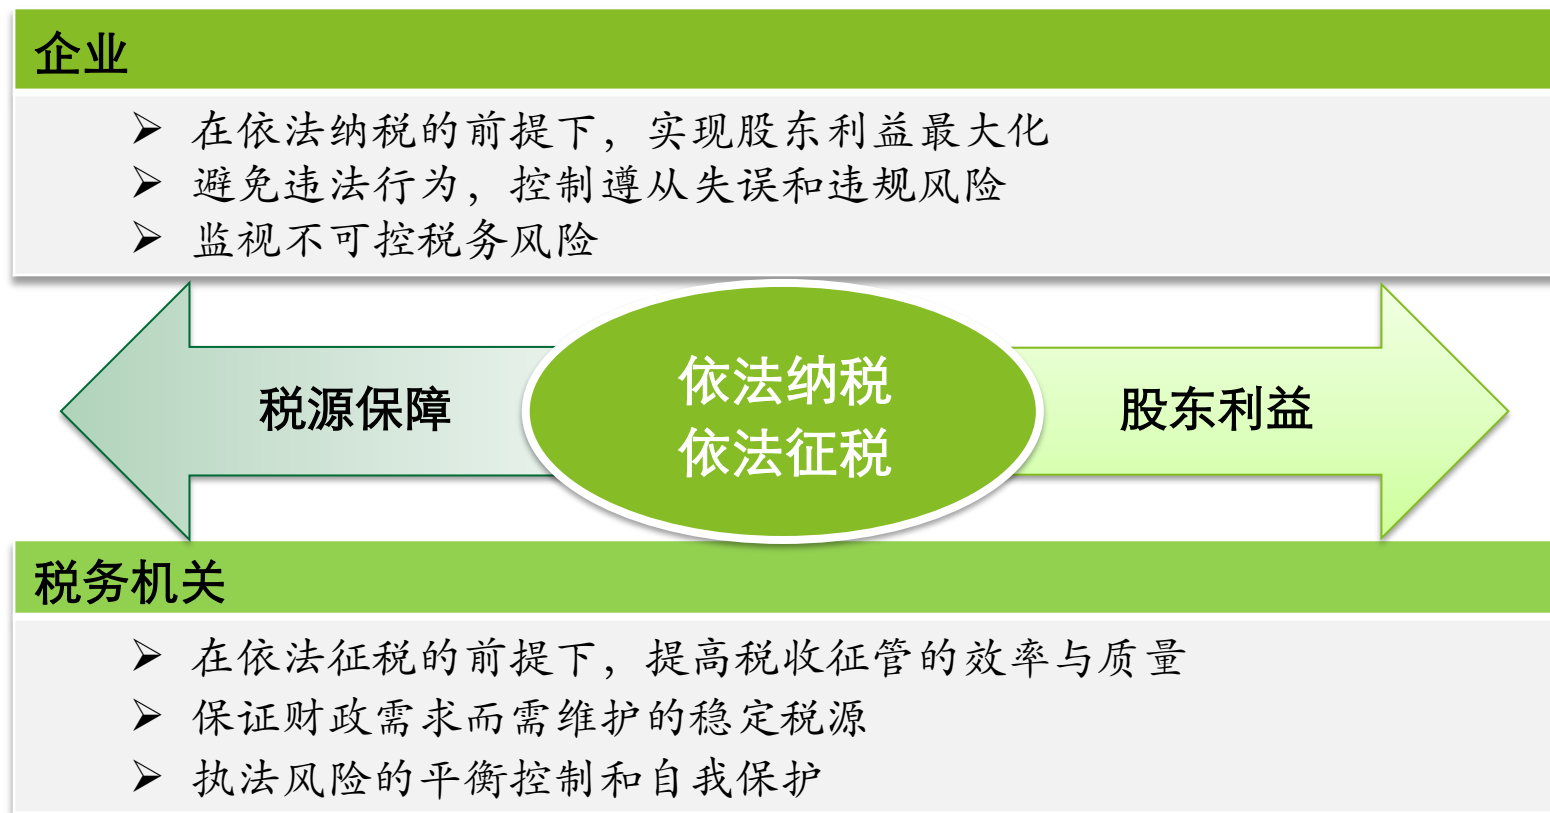 企业
➢ 在依法纳税的前提下，实现股东利益最大化
➢ 避免违法行为，控制遵从失误和违规风险
➢ 监视不可控税务风险
税源保障
依法纳税
依法征税
股东利益
税务机关
➢ 在依法征税的前提下，提高税收征管的效率与质量
➢ 保证财政需求而需维护的稳定税源
➢ 执法风险的平衡控制和自我保护